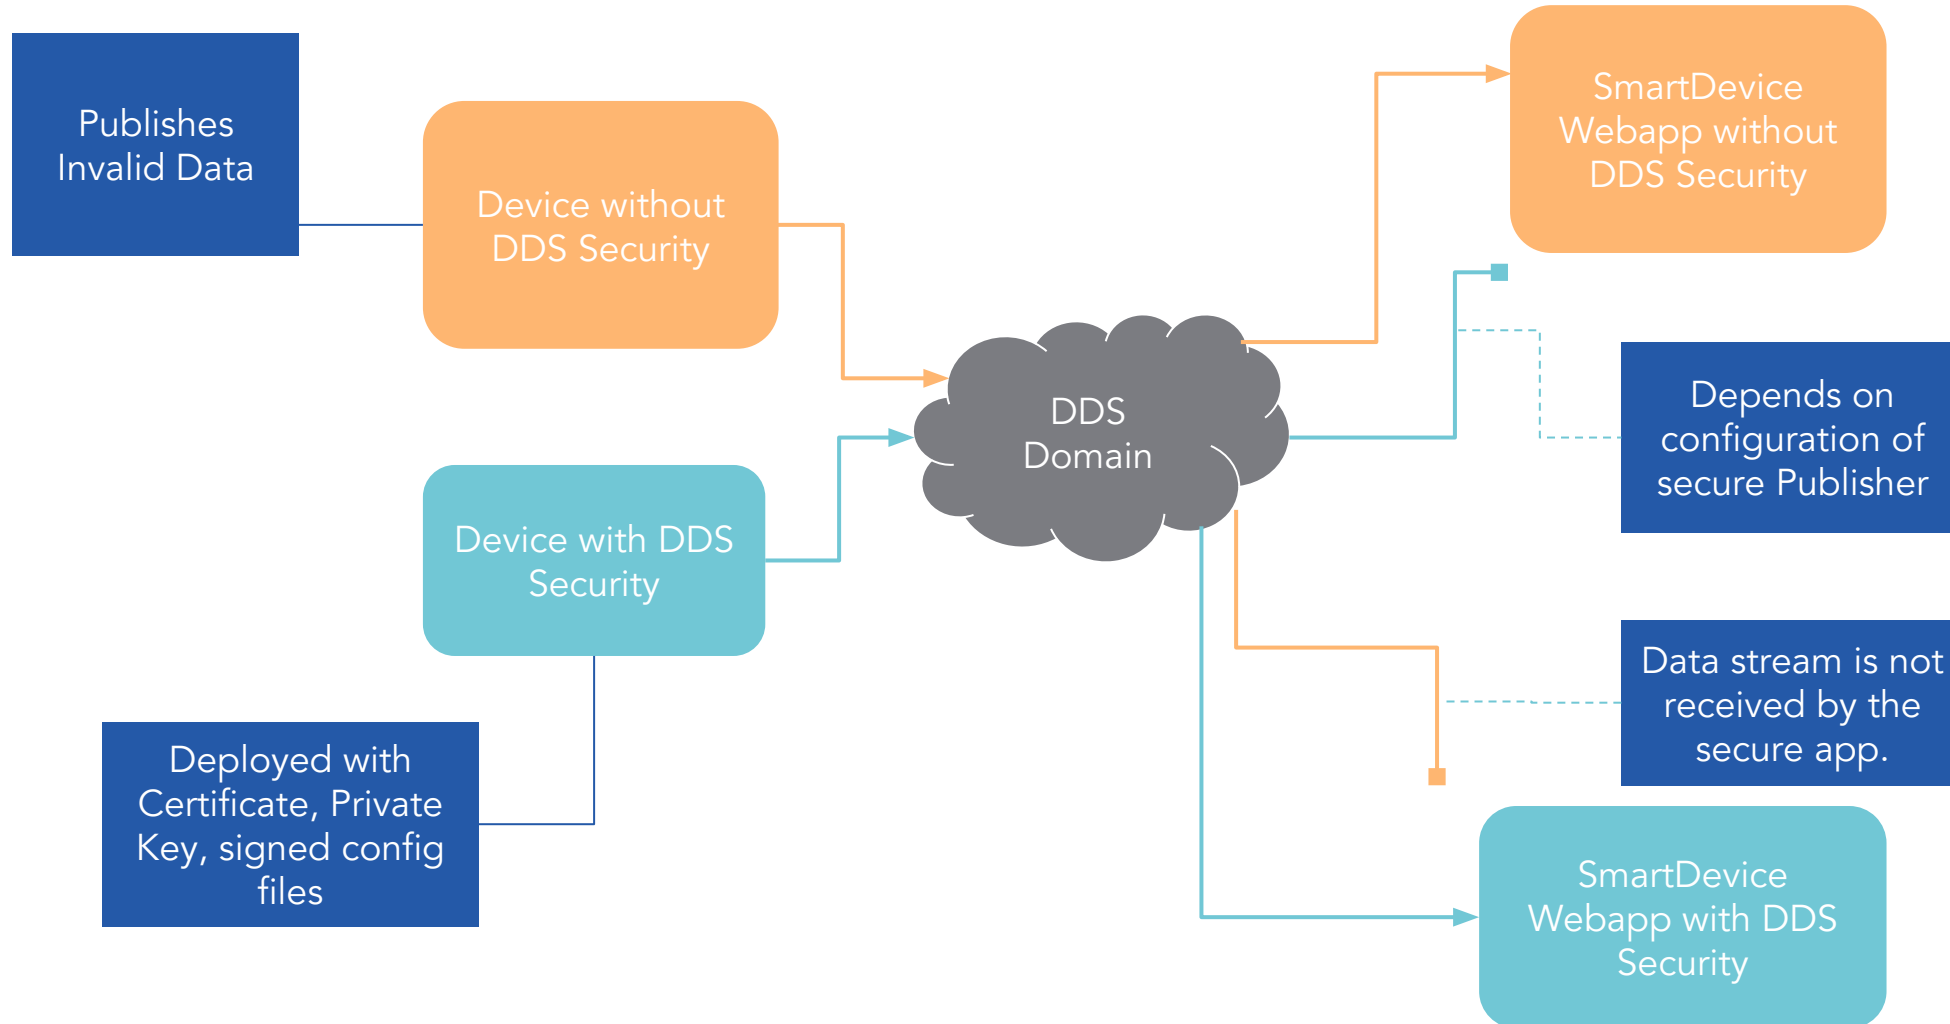 Publishes
Invalid Data
Device without
DDS Security
SmartDevice
Webapp without
DDS Security
DDS
Domain
Depends on
configuration of
secure Publisher
Device with DDS
Security
Data stream is not
received by the
secure app.
Deployed with
Certificate, Private
Key, signed config
files
SmartDevice
Webapp with DDS
Security